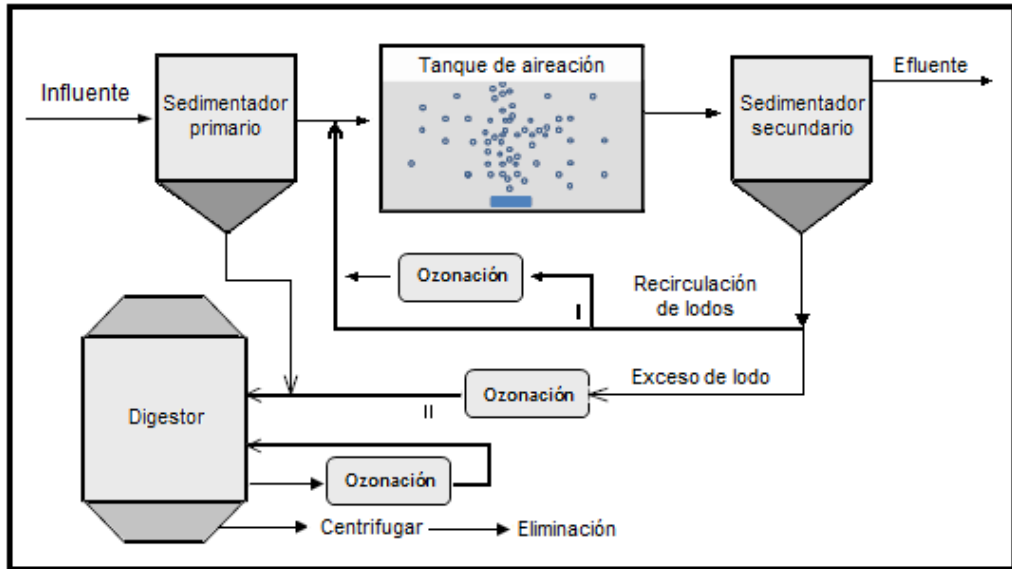 Influente
Sedimentador
primario
Tanque de aireación
Sedimentador
secundario
Efluente
Ozonación
I
Recirculación
de lodos
Exceso de lodo
Ozonación
II
Digestor
Ozonación
Centrifugar
Eliminación